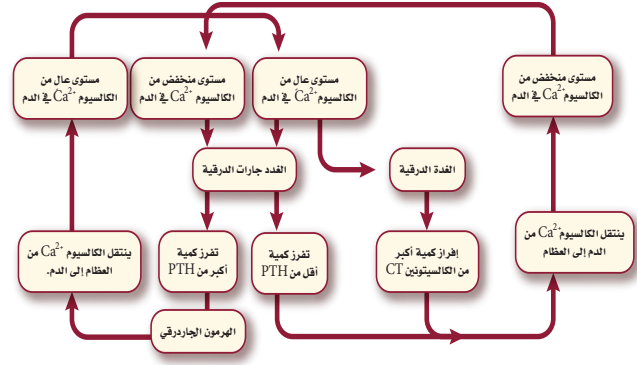 مستوى منخفض من
الكالسيوم Ca²⁺ في الدم
مستوى عال من
الكالسيوم Ca²⁺ في الدم
مستوى منخفض من
الكالسيوم Ca²⁺ في الدم
مستوى عال من
الكالسيوم Ca²⁺ في الدم
الغدة الدرقية
الغدد جارات الدرقية
ينتقل الكالسيوم Ca²⁺ من
الدم إلى العظام
إفراز كمية أكبر
من الكالسيتونين CT
تفرز كمية
أقل من PTH
تفرز كمية
أكبر من PTH
ينتقل الكالسيوم Ca²⁺ من
العظام إلى الدم.
الهرمون الجاردرقي